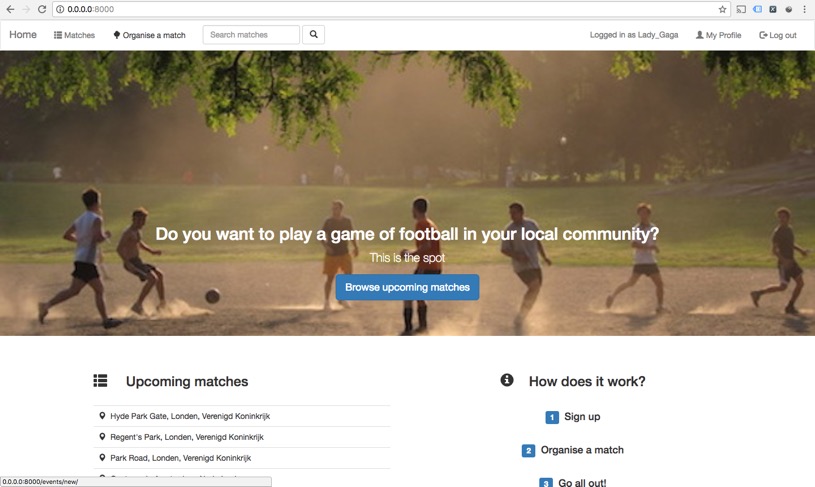 0.0.0.0:8000
Home Matches Organise a match Search matches Logged in as Lady_Gaga My Profile Log out
Do you want to play a game of football in your local community?
This is the spot
Browse upcoming matches
Upcoming matches
Hyde Park Gate, Londen, Verenigd Koninkrijk
Regent's Park, Londen, Verenigd Koninkrijk
Park Road, Londen, Verenigd Koninkrijk
How does it work?
1 Sign up
2 Organise a match
3 Go all out!
0.0.0.0:8000/events/new/